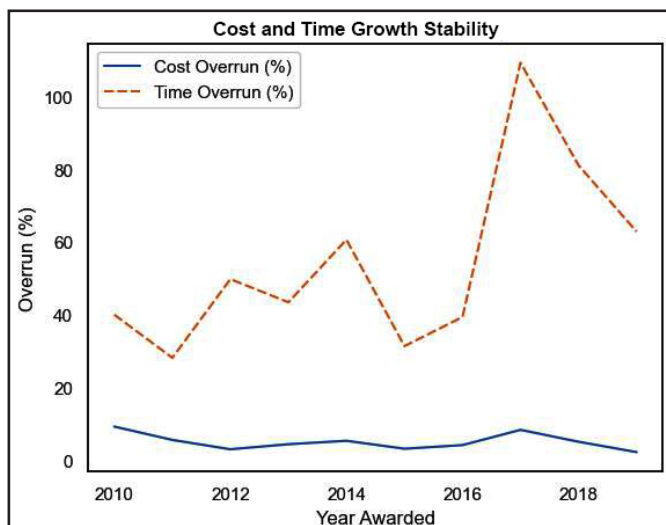 Cost and Time Growth Stability
Cost Overrun (%)
Time Overrun (%)
Overrun (%)
100
80
60
40
20
0
2010 2012 2014 2016 2018
Year Awarded